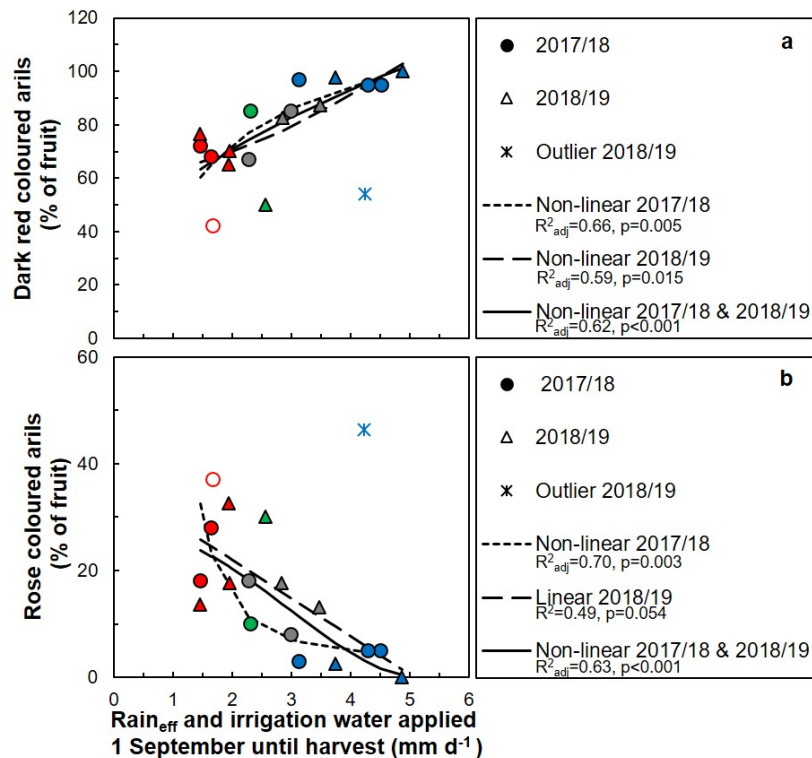 120
100
80
60
40
20
0
Dark red coloured arils
(% of fruit)
a
2017/18
2018/19
Outlier 2018/19
Non-linear 2017/18
R²adj=0.66, p=0.005
Non-linear 2018/19
R²adj=0.59, p=0.015
Non-linear 2017/18 & 2018/19
R²adj=0.62, p<0.001
60
40
20
0
Rose coloured arils
(% of fruit)
b
2017/18
2018/19
Outlier 2018/19
Non-linear 2017/18
R²adj=0.70, p=0.003
Linear 2018/19
R²=0.49, p=0.054
Non-linear 2017/18 & 2018/19
R²adj=0.63, p<0.001
0 1 2 3 4 5 6
Raineff and irrigation water applied
1 September until harvest (mm d⁻¹ )